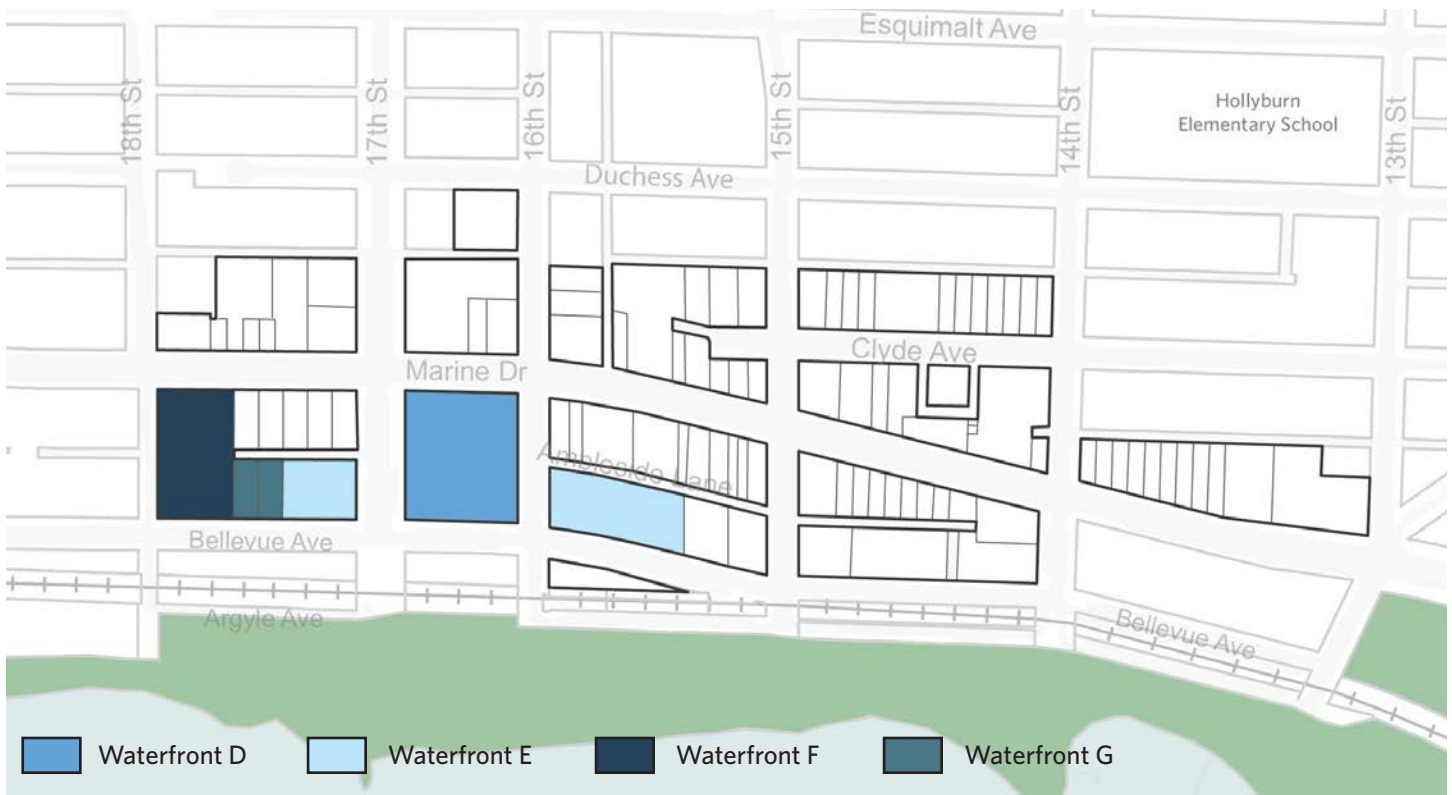 Esquimalt Ave
18th St
17th St
16th St
15th St
14th St
13th St
Hollyburn
Elementary School
Duchess Ave
Clyde Ave
Marine Dr
Ambleside Lane
Bellevue Ave
Argyle Ave
Bellevue Ave
Waterfront D
Waterfront E
Waterfront F
Waterfront G